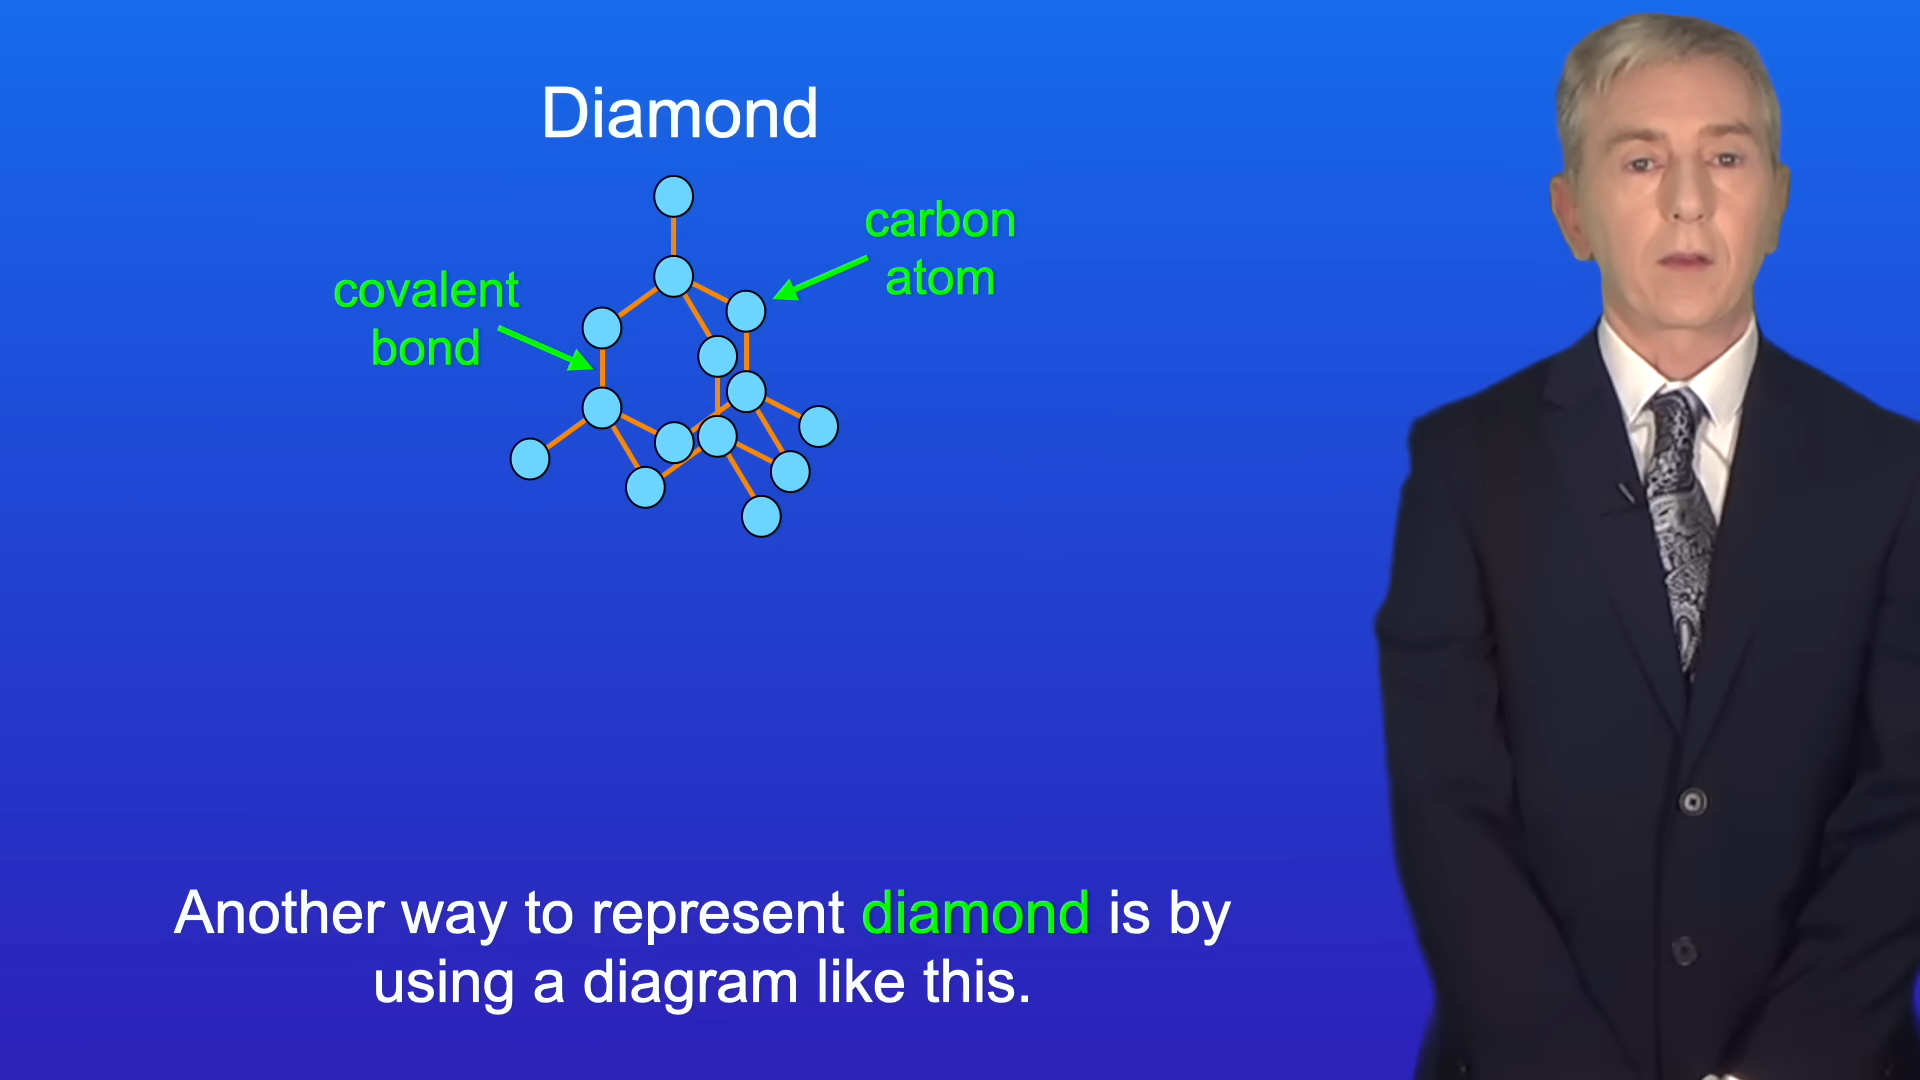 Diamond
carbon
atom
covalent
bond
Another way to represent diamond is by
using a diagram like this.